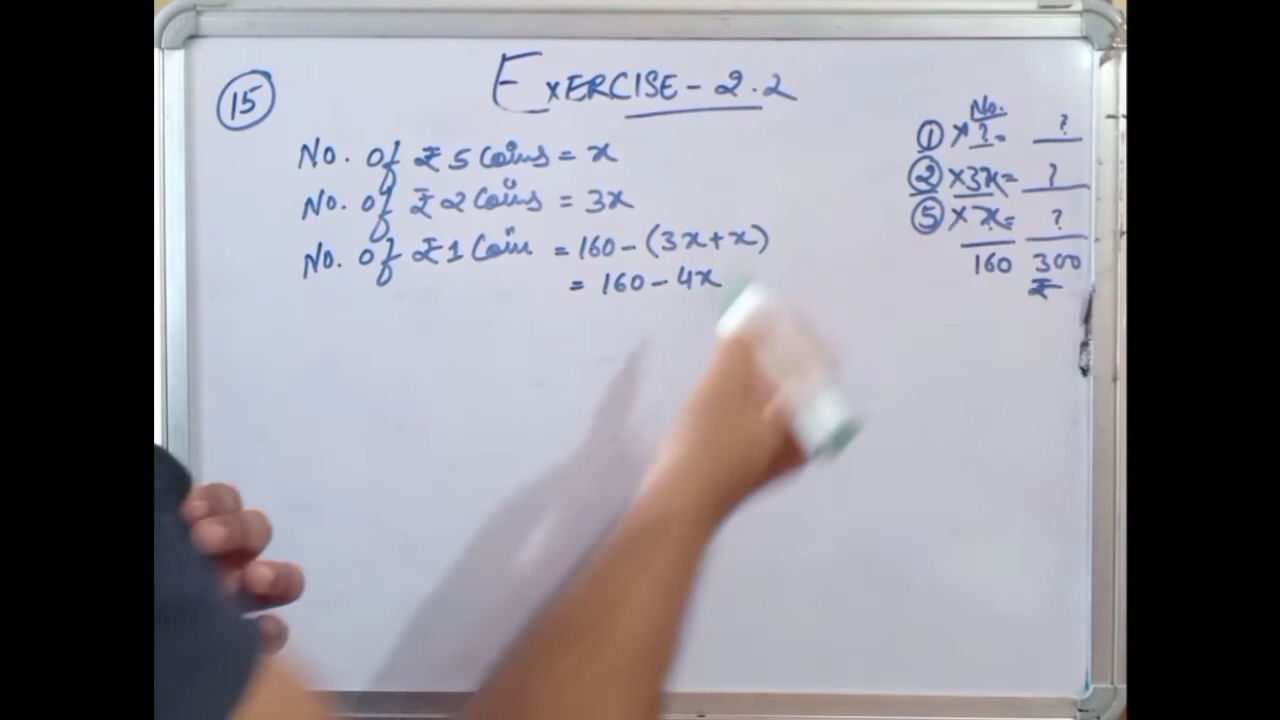 15
EXERCISE - 2.2
No. of ₹5 Coins = x
No. of ₹2 Coins = 3x
No. of ₹1 Coin = 160 - (3x + x)
= 160 - 4x
No.
1 × ? = ?
2 × 3x = ?
5 × x = ?
160 300
₹